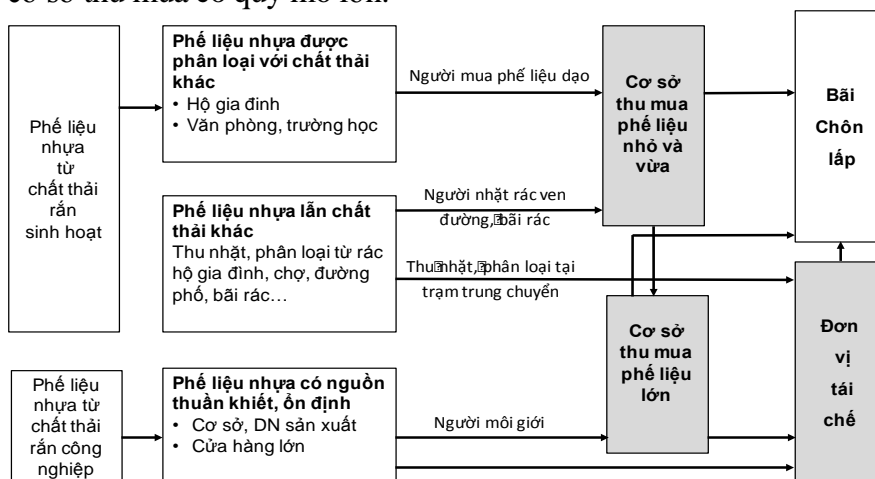 cơ sở thu mua có quy mô lớn.
Phế liệu
nhựa
từ
chất thải
rắn
sinh hoạt
Phế liệu nhựa được
phân loại với chất thải
khác
• Hộ gia đinh
• Văn phòng, trường học
Người mua phế liệu dạo
Cơ sở
thu mua
phế liệu
nhỏ và
vừa
Bãi
Chôn
lấp
Phế liệu nhựa lẫn chất
thải khác
Thu nhặt, phân loại từ rác
hộ gia đình, chợ, đường
phố, bãi rác…
Người nhặt rác ven
đường, bãi rác
Thu nhặt, phân loại tại
trạm trung chuyển
Cơ sở
thu mua
phế liệu
lớn
Đơn
vị
tái
chế
Phế liệu
nhựa từ
chất thải
rắn công
nghiệp
Phế liệu nhựa có nguồn
thuần khiết, ổn định
• Cơ sở, DN sản xuất
• Cửa hàng lớn
Người môi giới